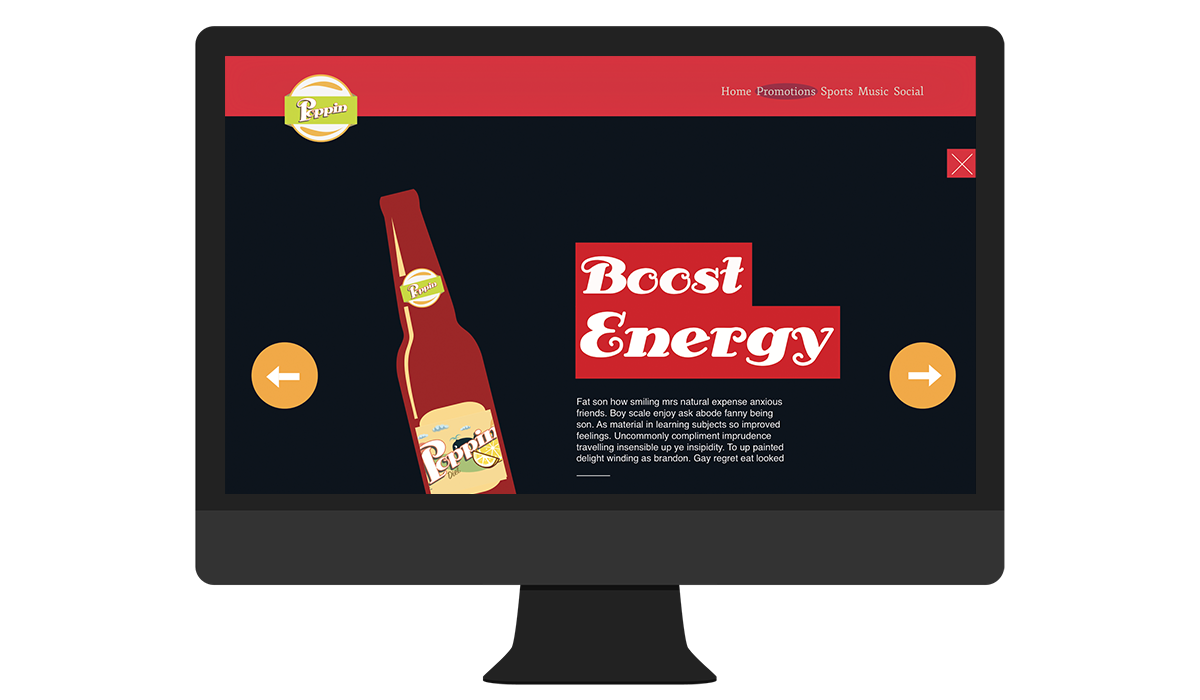 Poppin
Home Promotions Sports Music Social
Boost
Energy
Poppin
Fat son how smiling mrs natural expense anxious
friends. Boy scale enjoy ask abode fanny being
son. As material in learning subjects so improved
feelings. Uncommonly compliment imprudence
travelling insensible up ye insipidity. To up painted
delight winding as brandon. Gay regret eat looked
Poppin